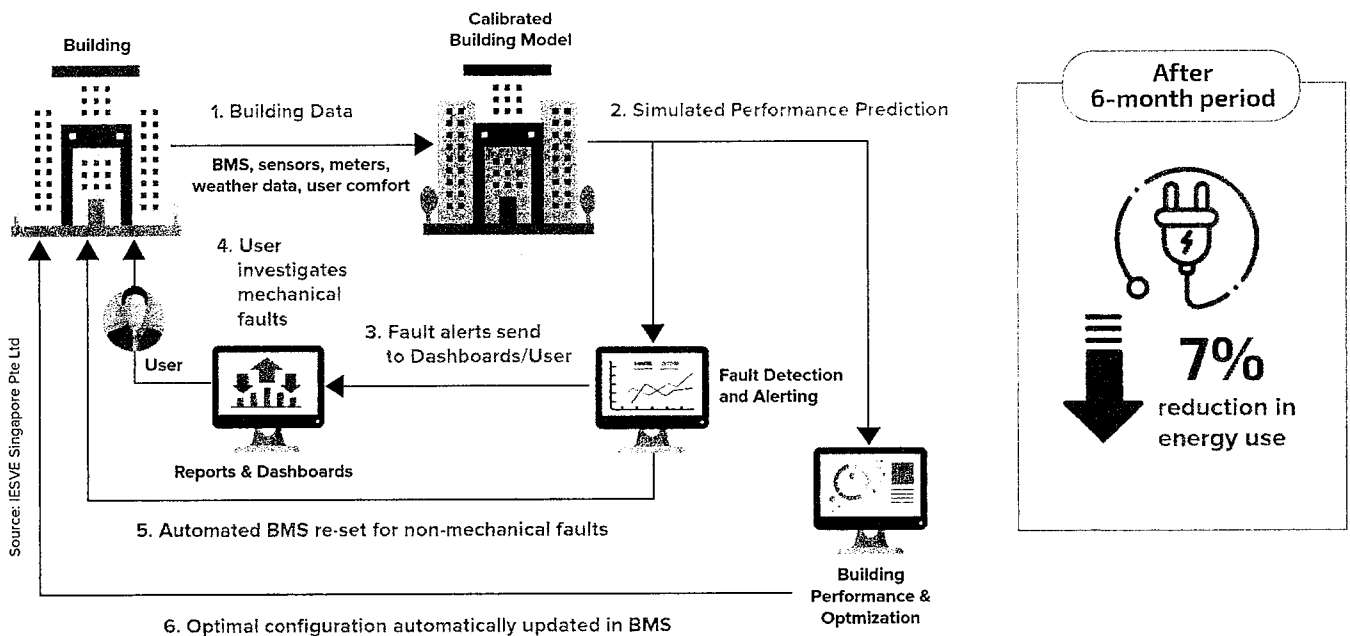 Building
Calibrated
Building Model
1. Building Data
BMS, sensors, meters,
weather data, user comfort
2. Simulated Performance Prediction
After
6-month period
4. User
investigates
mechanical
faults
User
3. Fault alerts send
to Dashboards/User
Fault Detection
and Alerting
Reports & Dashboards
7%
reduction in
energy use
5. Automated BMS re-set for non-mechanical faults
Building
Performance &
Optmization
6. Optimal configuration automatically updated in BMS
Source: IESVE Singapore Pte Ltd